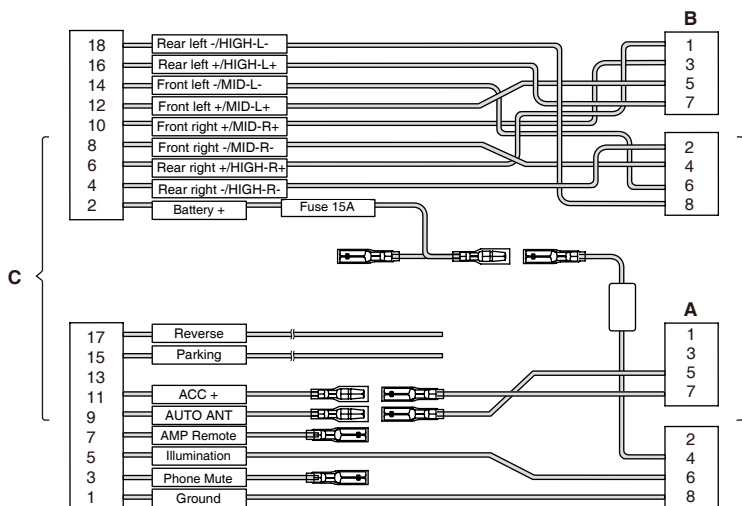 B
18 Rear left -/HIGH-L- 1
16 Rear left +/HIGH-L+ 3
14 Front left -/MID-L- 5
12 Front left +/MID-L+ 7
10 Front right +/MID-R+
8 Front right -/MID-R- 2
6 Rear right +/HIGH-R+ 4
4 Rear right -/HIGH-R- 6
2 Battery + Fuse 15A 8
C
A
17 Reverse 1
15 Parking 3
13 5
11 ACC + 7
9 AUTO ANT
7 AMP Remote 2
5 Illumination 4
3 Phone Mute 6
1 Ground 8